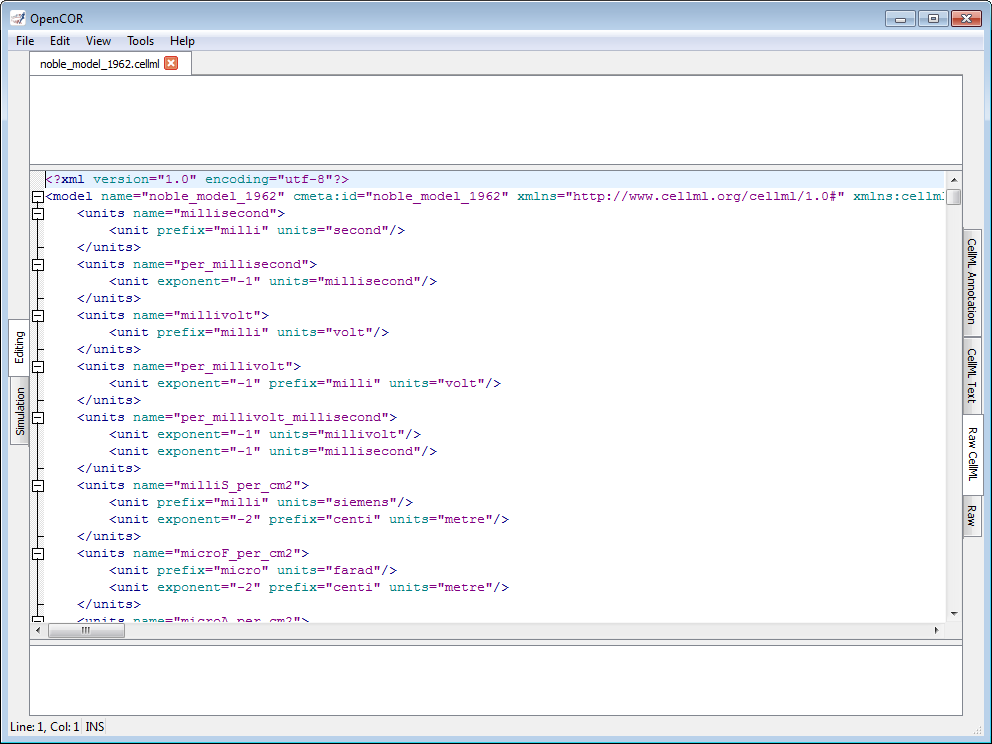 OpenCOR
File Edit View Tools Help
noble_model_1962.cellml
<?xml version="1.0" encoding="utf-8"?>
<model name="noble_model_1962" cmeta:id="noble_model_1962" xmlns="http://www.cellml.org/cellml/1.0#" xmlns:cellml
<units name="millisecond">
<unit prefix="milli" units="second"/>
</units>
<units name="per_millisecond">
<unit exponent="-1" units="millisecond"/>
</units>
<units name="millivolt">
<unit prefix="milli" units="volt"/>
</units>
<units name="per_millivolt">
<unit exponent="-1" prefix="milli" units="volt"/>
</units>
<units name="per_millivolt_millisecond">
<unit exponent="-1" units="millivolt"/>
<unit exponent="-1" units="millisecond"/>
</units>
<units name="milliS_per_cm2">
<unit prefix="milli" units="siemens"/>
<unit exponent="-2" prefix="centi" units="metre"/>
</units>
<units name="microF_per_cm2">
<unit prefix="micro" units="farad"/>
<unit exponent="-2" prefix="centi" units="metre"/>
</units>
<units name="microA_per_cm2">
Editing
Simulation
CellML Annotation
CellML Text
Raw CellML
Raw
Line: 1, Col: 1 INS